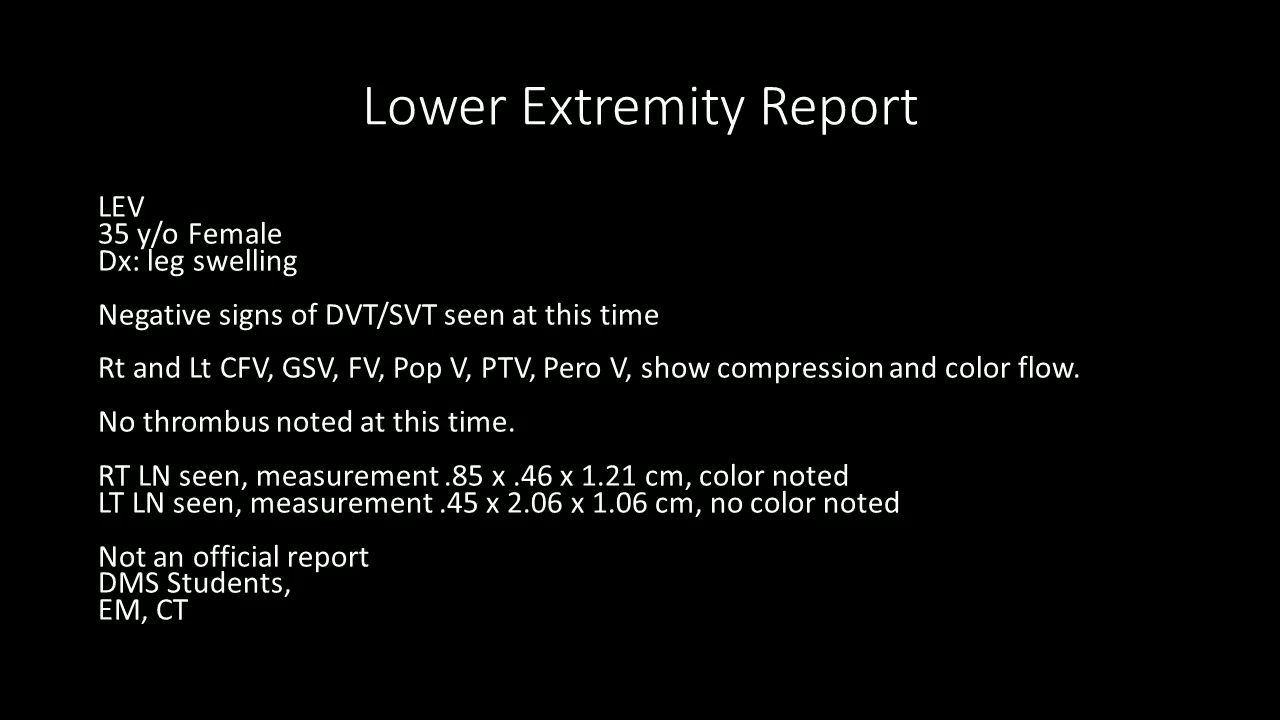 Lower Extremity Report
LEV
35 y/o Female
Dx: leg swelling
Negative signs of DVT/SVT seen at this time
Rt and Lt CFV, GSV, FV, Pop V, PTV, Pero V, show compression and color flow.
No thrombus noted at this time.
RT LN seen, measurement .85 x .46 x 1.21 cm, color noted
LT LN seen, measurement .45 x 2.06 x 1.06 cm, no color noted
Not an official report
DMS Students,
EM, CT